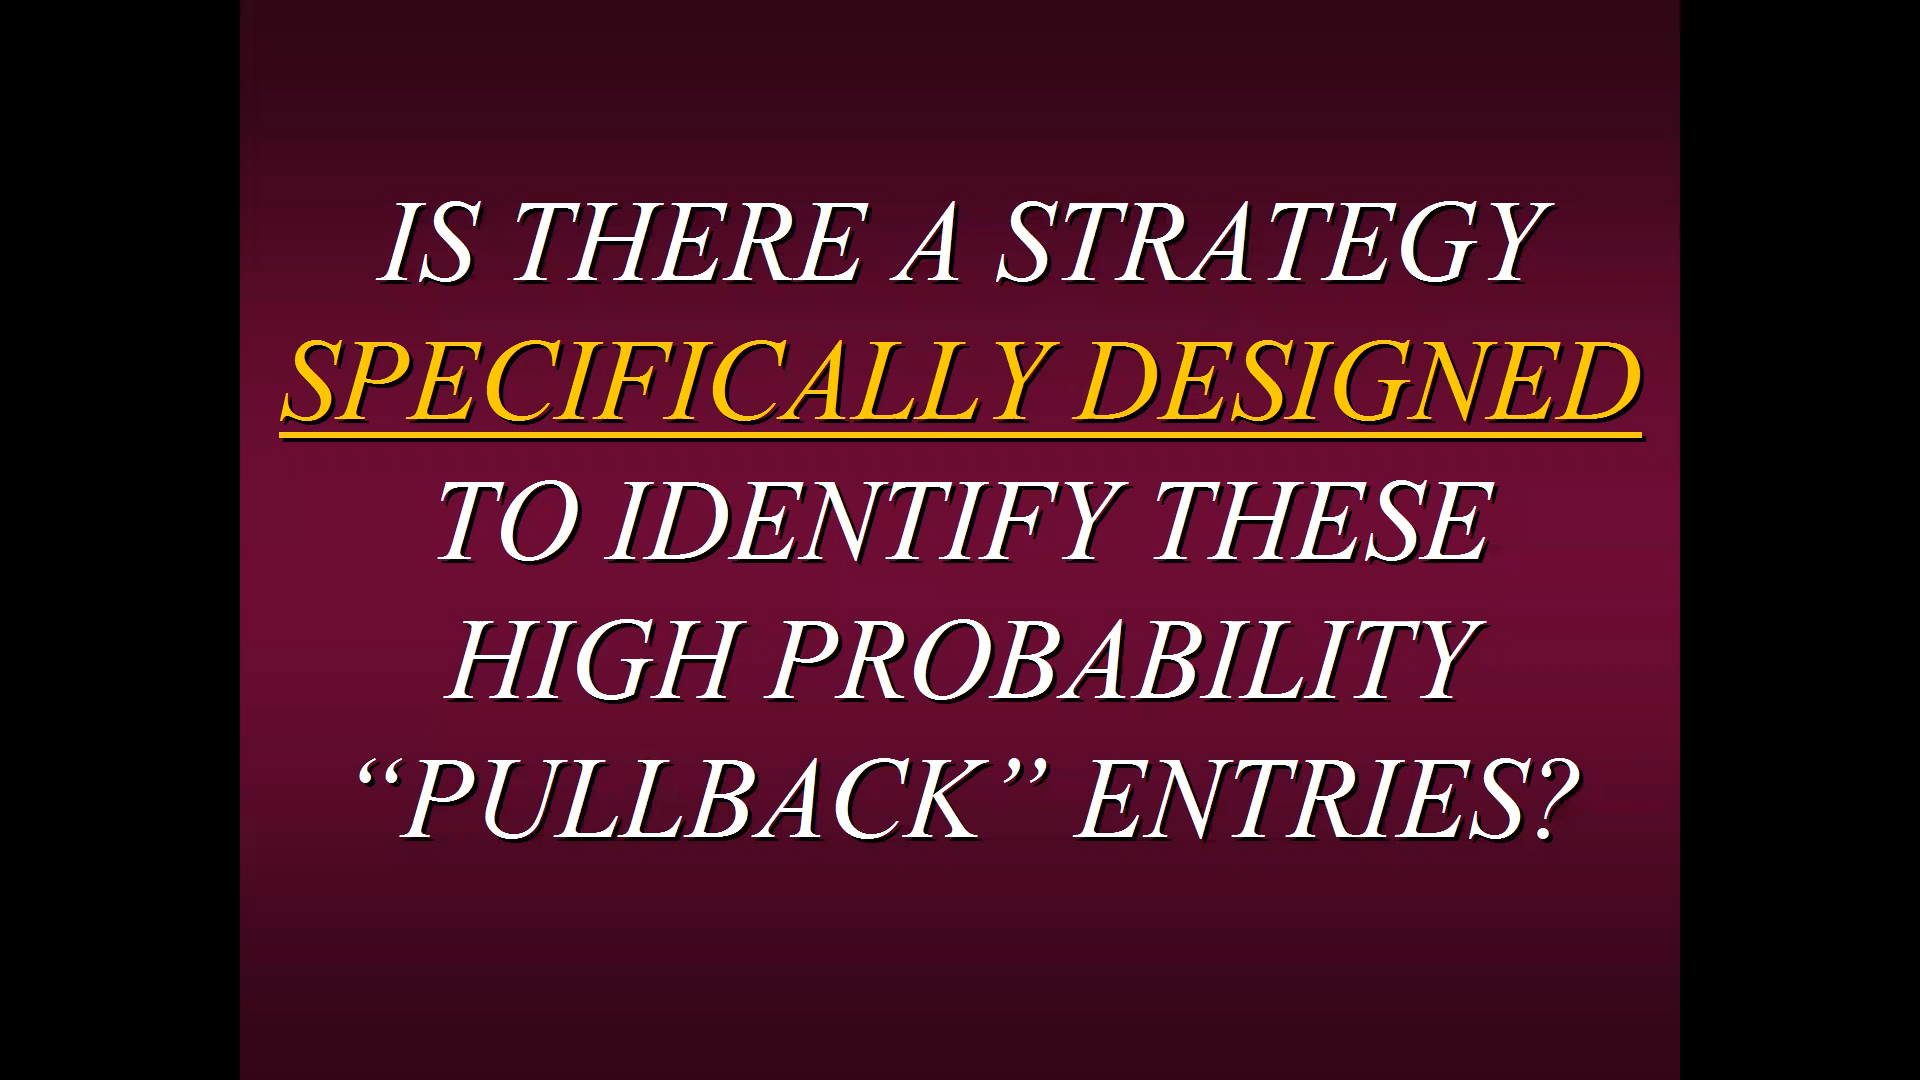 IS THERE A STRATEGY
SPECIFICALLY DESIGNED
TO IDENTIFY THESE
HIGH PROBABILITY
“PULLBACK” ENTRIES?